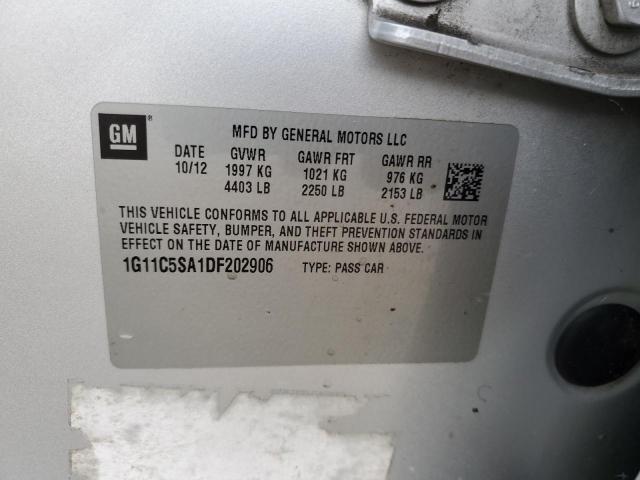 GM ® MFD BY GENERAL MOTORS LLC
DATE GVWR GAWR FRT GAWR RR
10/12 1997 KG 1021 KG 976 KG
4403 LB 2250 LB 2153 LB
THIS VEHICLE CONFORMS TO ALL APPLICABLE U.S. FEDERAL MOTOR
VEHICLE SAFETY, BUMPER, AND THEFT PREVENTION STANDARDS IN
EFFECT ON THE DATE OF MANUFACTURE SHOWN ABOVE.
1G11C5SA1DF202906 TYPE: PASS CAR